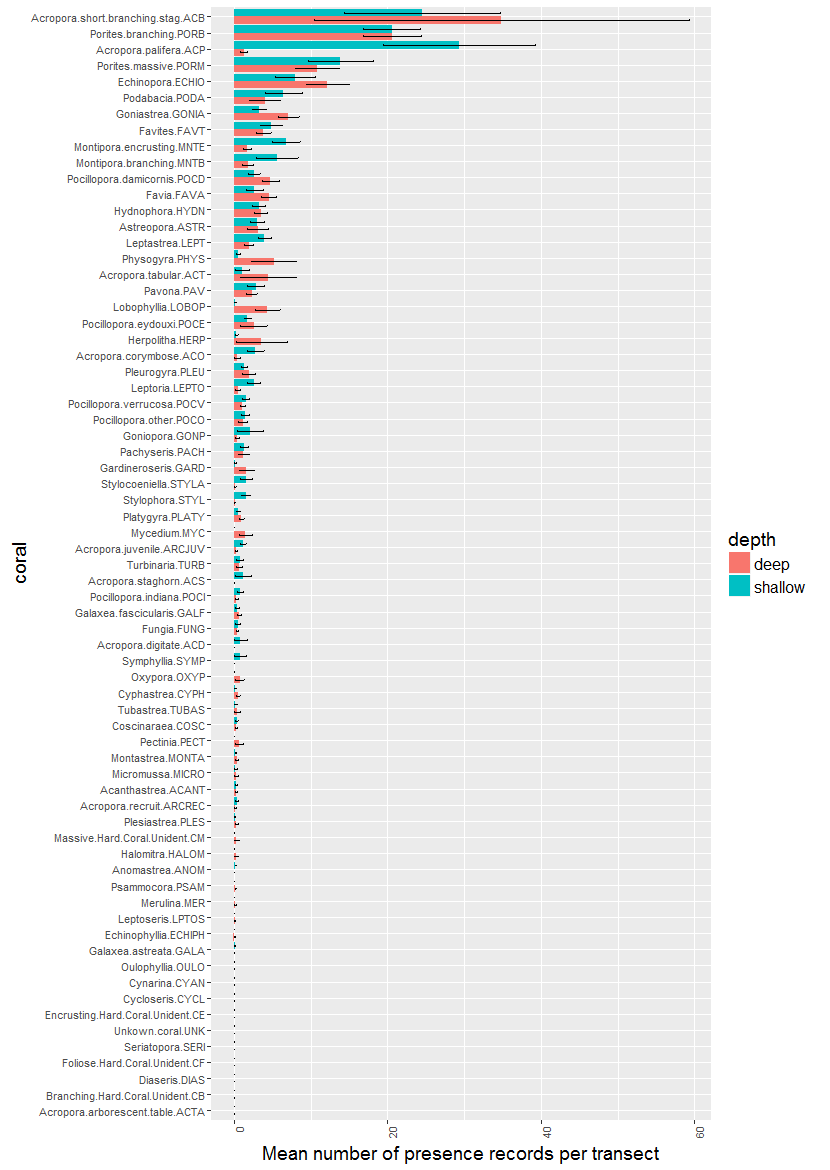 Acropora.short.branching.stag.ACB
Porites.branching.PORB
Acropora.palifera.ACP
Porites.massive.PORM
Echinopora.ECHIO
Podabacia.PODA
Goniastrea.GONIA
Favites.FAVT
Montipora.encrusting.MNTE
Montipora.branching.MNTB
Pocillopora.damicornis.POCD
Favia.FAVA
Hydnophora.HYDN
Astreopora.ASTR
Leptastrea.LEPT
Physogyra.PHYS
Acropora.tabular.ACT
Pavona.PAV
Lobophyllia.LOBOP
Pocillopora.eydouxi.POCE
Herpolitha.HERP
Acropora.corymbose.ACO
Pleurogyra.PLEU
Leptoria.LEPTO
Pocillopora.verrucosa.POCV
Pocillopora.other.POCO
Goniopora.GONP
Pachyseris.PACH
Gardineroseris.GARD
Stylocoeniella.STYLA
Stylophora.STYL
Platygyra.PLATY
Mycedium.MYC
Acropora.juvenile.ARCJUV
Turbinaria.TURB
Acropora.staghorn.ACS
Pocillopora.indiana.POCI
Galaxea.fascicularis.GALF
Fungia.FUNG
Acropora.digitate.ACD
Symphyllia.SYMP
Oxypora.OXYP
Cyphastrea.CYPH
Tubastrea.TUBAS
Coscinaraea.COSC
Pectinia.PECT
Montastrea.MONTA
Micromussa.MICRO
Acanthastrea.ACANT
Acropora.recruit.ARCREC
Plesiastrea.PLES
Massive.Hard.Coral.Unident.CM
Halomitra.HALOM
Anomastrea.ANOM
Psammocora.PSAM
Merulina.MER
Leptoseris.LPTOS
Echinophyllia.ECHIPH
Galaxea.astreata.GALA
Oulophyllia.OULO
Cynarina.CYAN
Cycloseris.CYCL
Encrusting.Hard.Coral.Unident.CE
Unkown.coral.UNK
Seriatopora.SERI
Foliose.Hard.Coral.Unident.CF
Diaseris.DIAS
Branching.Hard.Coral.Unident.CB
Acropora.arborescent.table.ACTA
coral
0
20
40
60
Mean number of presence records per transect
depth
deep
shallow